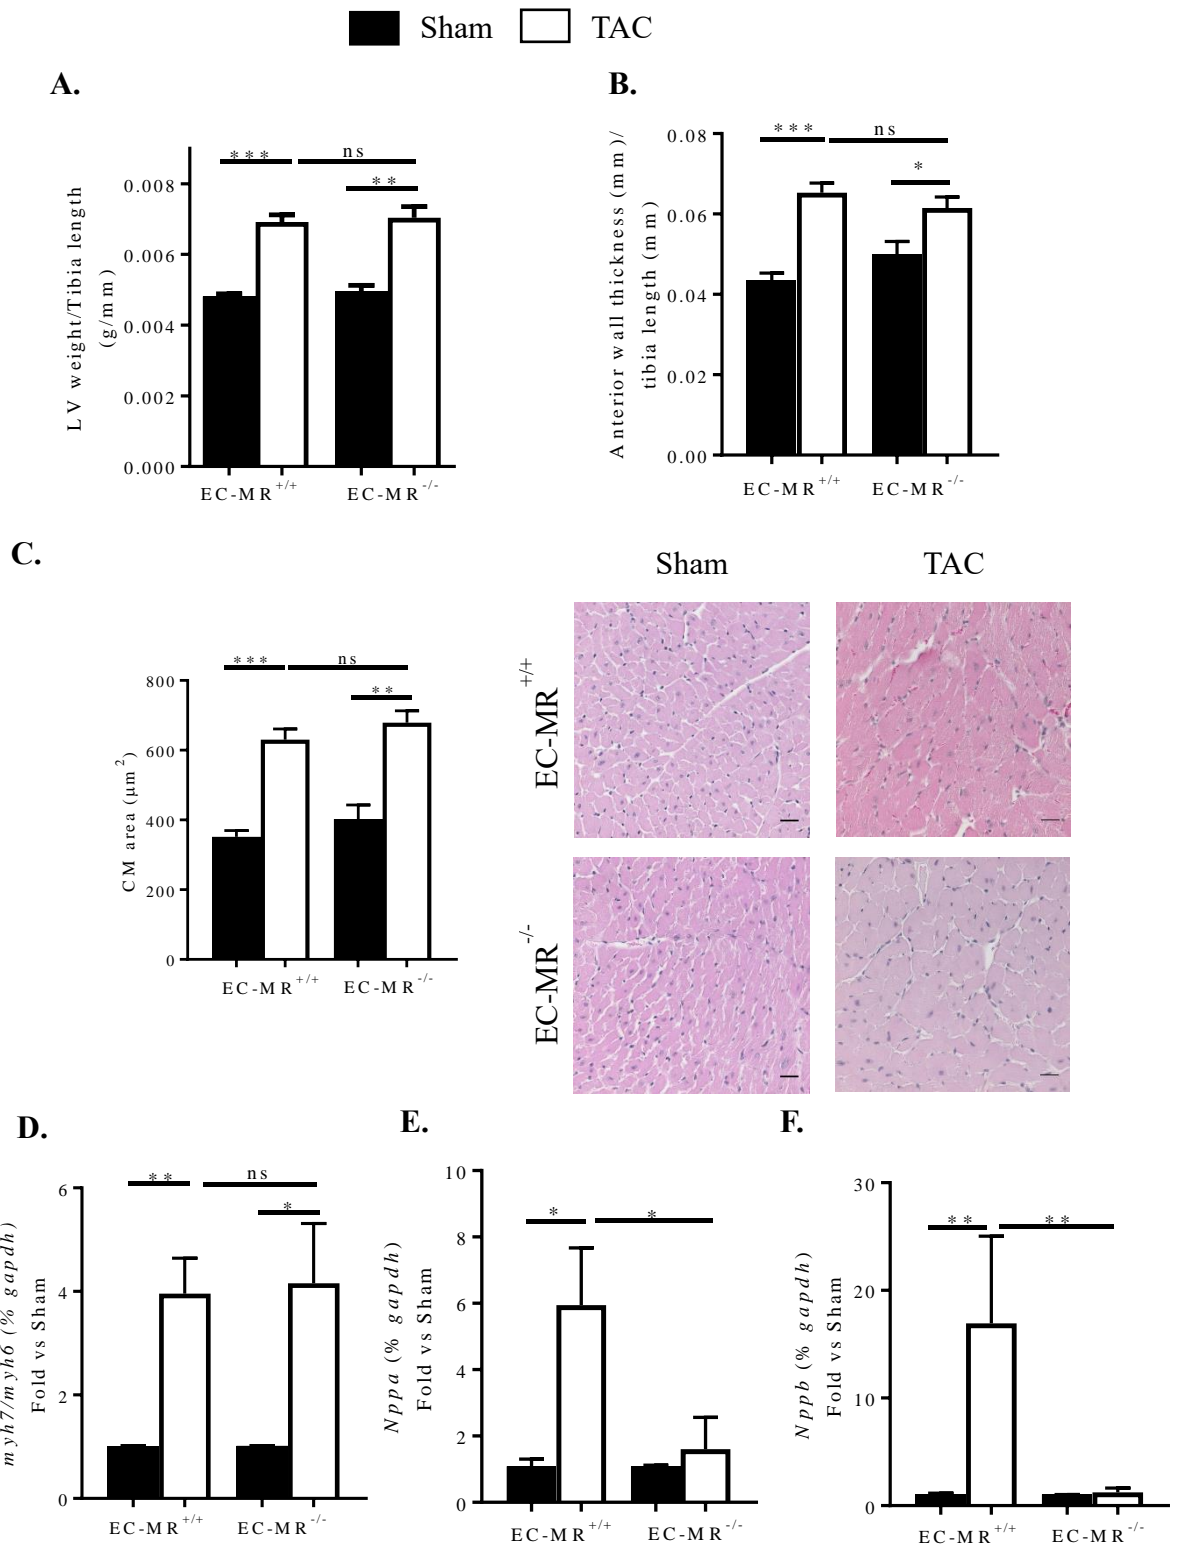 Sham TAC
A.
LV weight/Tibia length
(g/mm)
0.008
0.006
0.004
0.002
0.000
***
ns
**
EC-MR+/+ EC-MR-/-
B.
Anterior wall thickness (mm)/
tibia length (mm)
0.08
0.06
0.04
0.02
0.00
***
ns
*
EC-MR+/+ EC-MR-/-
C.
CM area (µm2)
800
600
400
200
0
***
ns
**
EC-MR+/+ EC-MR-/-
Sham TAC
EC-MR+/+
EC-MR-/-
D.
myh7/myh6 (% gapdh)
Fold vs Sham
6
4
2
0
**
ns
*
EC-MR+/+ EC-MR-/-
E.
Nppa (% gapdh)
Fold vs Sham
10
8
6
4
2
0
*
*
EC-MR+/+ EC-MR-/-
F.
Nppb (% gapdh)
Fold vs Sham
30
20
10
0
**
**
EC-MR+/+ EC-MR-/-